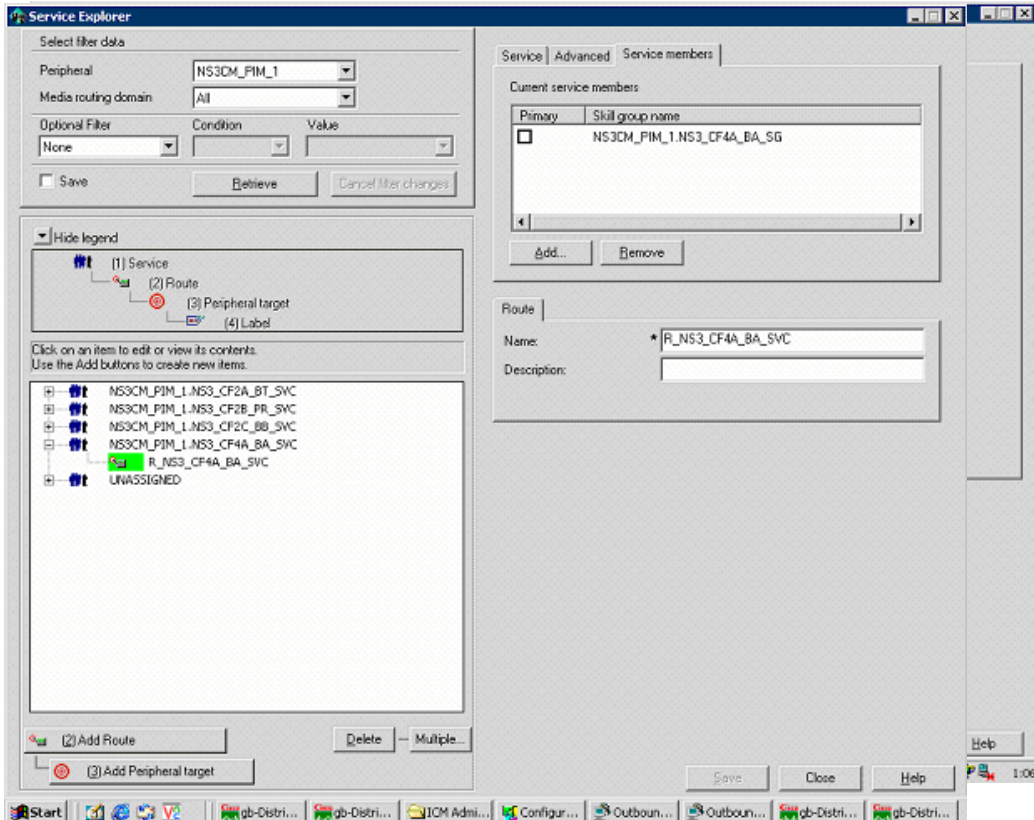 Service Explorer
Select filter data
Peripheral NS3CM_PIM_1
Media routing domain All
Optional Filter Condition Value
None
Save Retrieve Cancel filter changes
Hide legend
(1) Service
(2) Route
(3) Peripheral target
(4) Label
Click on an item to edit or view its contents.
Use the Add buttons to create new items.
NS3CM_PIM_1.NS3_CF2A_BT_SVC
NS3CM_PIM_1.NS3_CF2B_PR_SVC
NS3CM_PIM_1.NS3_CF2C_BB_SVC
NS3CM_PIM_1.NS3_CF4A_BA_SVC
R_NS3_CF4A_BA_SVC
UNASSIGNED
(2) Add Route Delete Multiple...
(3) Add Peripheral target
Service Advanced Service members
Current service members
Primary Skill group name
NS3CM_PIM_1.NS3_CF4A_BA_SG
Add... Remove
Route
Name: * R_NS3_CF4A_BA_SVC
Description:
Save Close Help
Help
Start gb-Distri... gb-Distri... ICM Admi... Configur... Outboun... Outboun... gb-Distri... gb-Distri...
1:06